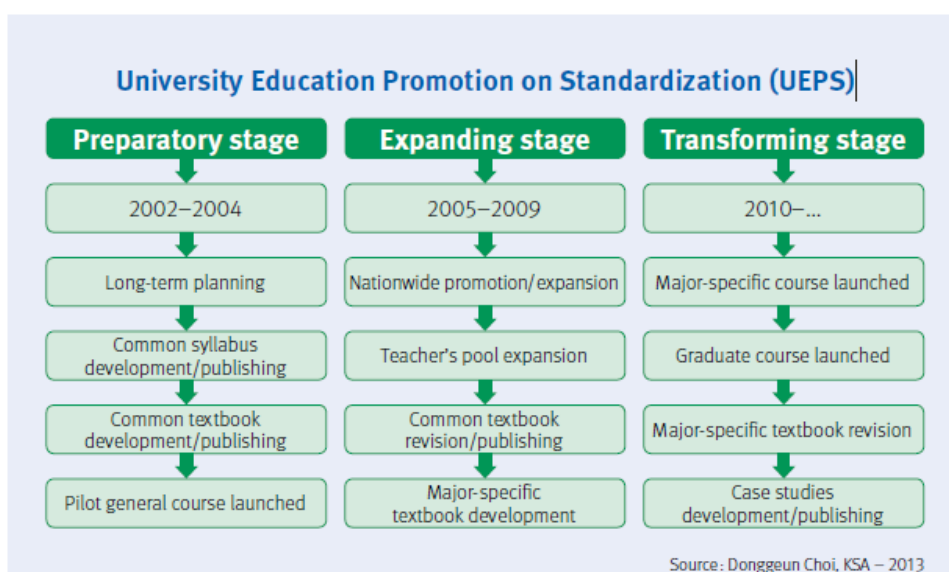 University Education Promotion on Standardization (UEPS)
Preparatory stage
2002–2004
Long-term planning
Common syllabus
development/publishing
Common textbook
development/publishing
Pilot general course launched
Expanding stage
2005–2009
Nationwide promotion/expansion
Teacher's pool expansion
Common textbook
revision/publishing
Major-specific
textbook development
Transforming stage
2010–...
Major-specific course launched
Graduate course launched
Major-specific textbook revision
Case studies
development/publishing
Source: Donggeun Choi, KSA – 2013